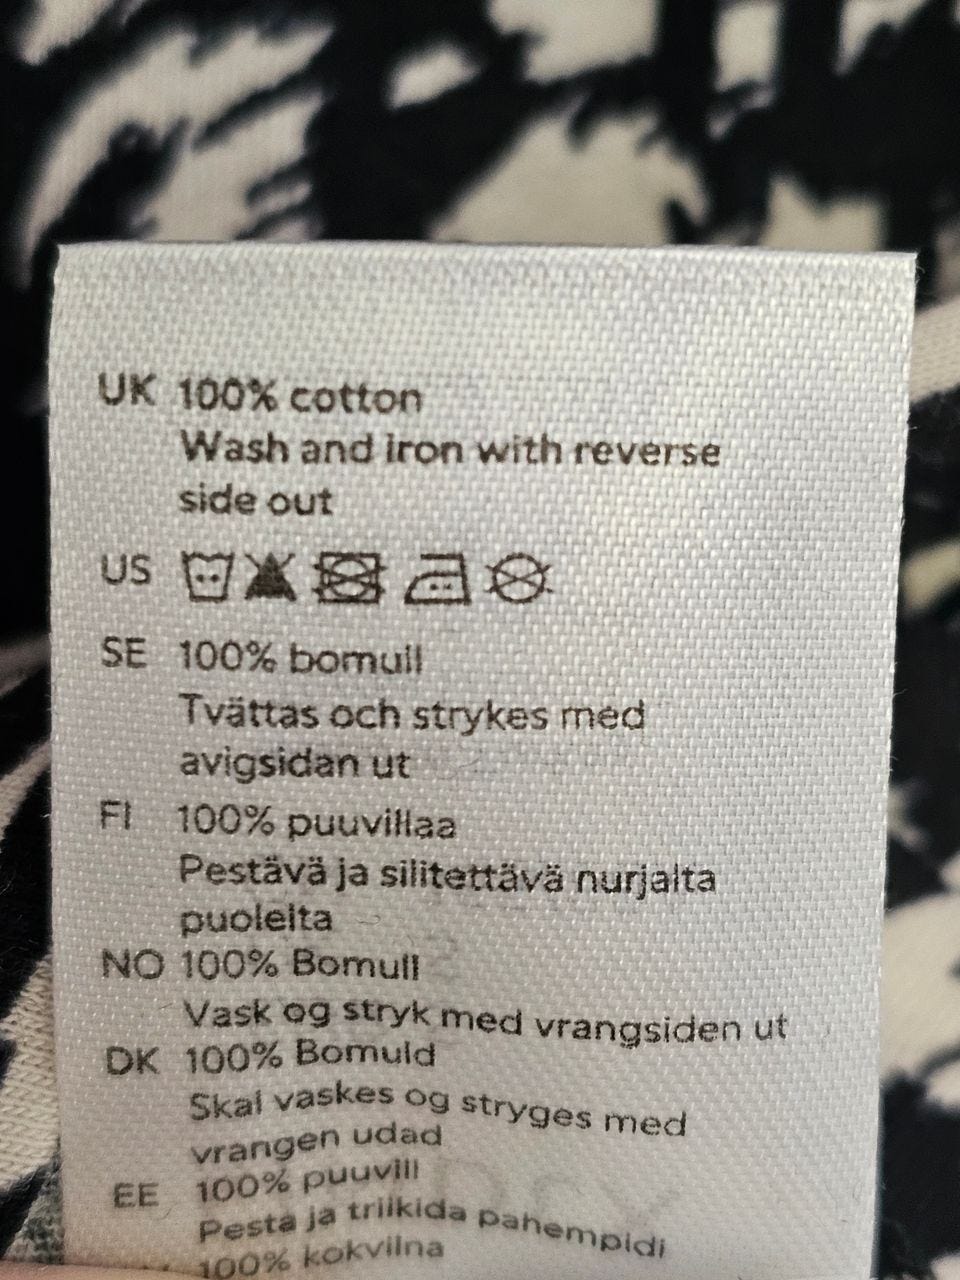 UK 100% cotton
Wash and iron with reverse
side out
US
SE 100% bomull
Tvättas och strykes med
avigsidan ut
FI 100% puuvillaa
Pestävä ja silitettävä nurjalta
puolelta
NO 100% Bomull
Vask og stryk med vrangsiden ut
DK 100% Bomuld
Skal vaskes og stryges med
vrangen udad
EE 100% puuvill
Pesta ja triikida pahempidi
100% kokvilna